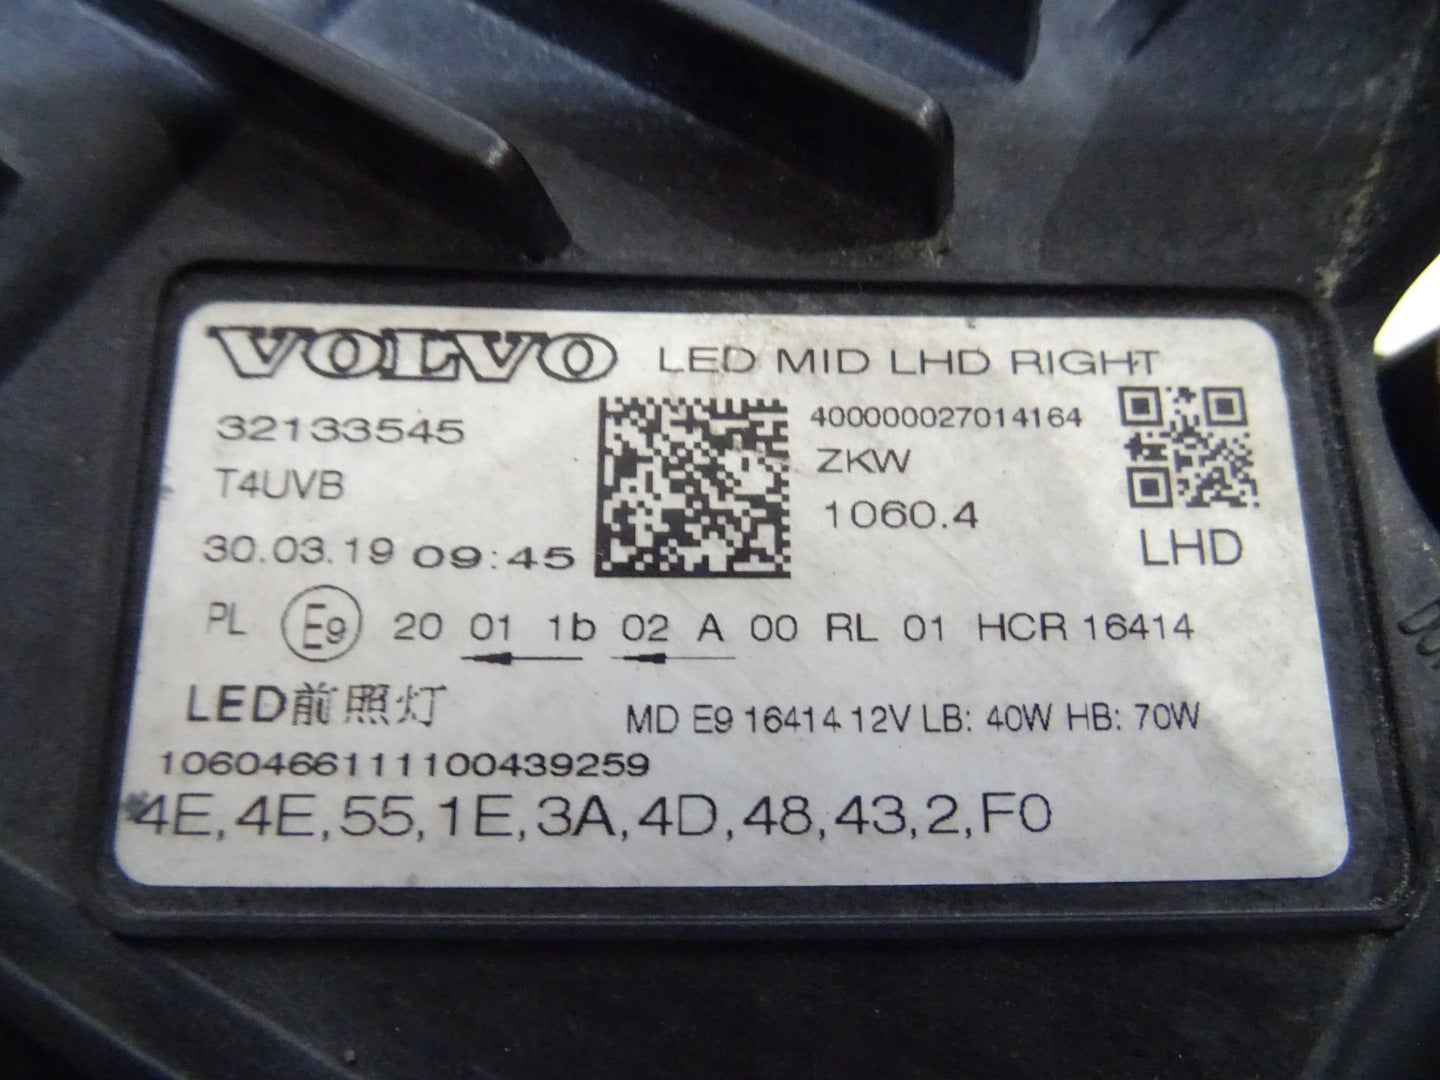 VOLVO LED MID LHD RIGHT
32133545
400000027014164
T4UVB
ZKW
30.03.19 09:45
1060.4
LHD
PL E9 20 01 1b 02 A 00 RL 01 HCR 16414
LED前照灯
MD E9 16414 12V LB: 40W HB: 70W
1060466111100439259
4E,4E,55,1E,3A,4D,48,43,2,F0